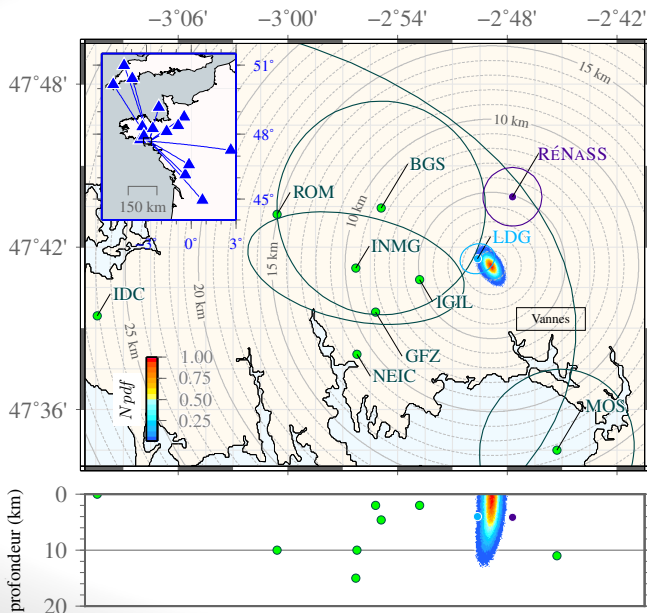 −3°06' −3°00' −2°54' −2°48' −2°42'
47°48'
47°42'
47°36'
51°
48°
45°
0° 3°
150 km
15 km
10 km
10 km
15 km
20 km
25 km
BGS
RÉNASS
ROM
LDG
INMG
IGIL
IDC
GFZ
NEIC
MOS
Vannes
N pdf
1.00
0.75
0.50
0.25
profondeur (km)
0
10
20